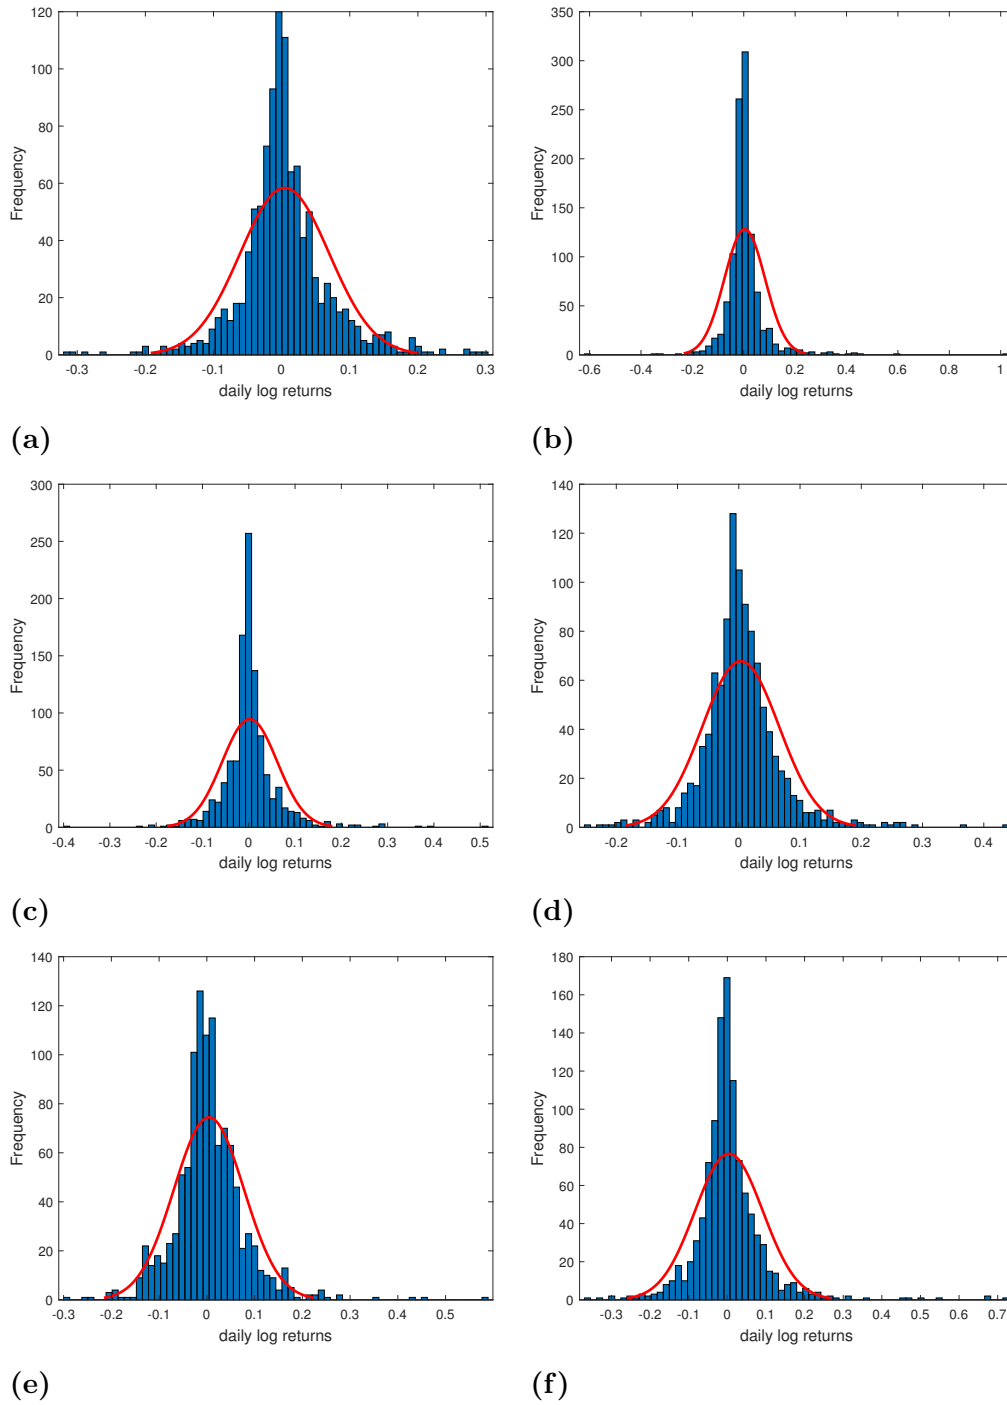 120
100
80
60
40
20
0
Frequency
-0.3 -0.2 -0.1 0 0.1 0.2 0.3
daily log returns
(a)
350
300
250
200
150
100
50
0
Frequency
-0.6 -0.4 -0.2 0 0.2 0.4 0.6 0.8 1
daily log returns
(b)
300
250
200
150
100
50
0
Frequency
-0.4 -0.3 -0.2 -0.1 0 0.1 0.2 0.3 0.4 0.5
daily log returns
(c)
140
120
100
80
60
40
20
0
Frequency
-0.2 -0.1 0 0.1 0.2 0.3 0.4
daily log returns
(d)
140
120
100
80
60
40
20
0
Frequency
-0.3 -0.2 -0.1 0 0.1 0.2 0.3 0.4 0.5
daily log returns
(e)
180
160
140
120
100
80
60
40
20
0
Frequency
-0.3 -0.2 -0.1 0 0.1 0.2 0.3 0.4 0.5 0.6 0.7
daily log returns
(f)